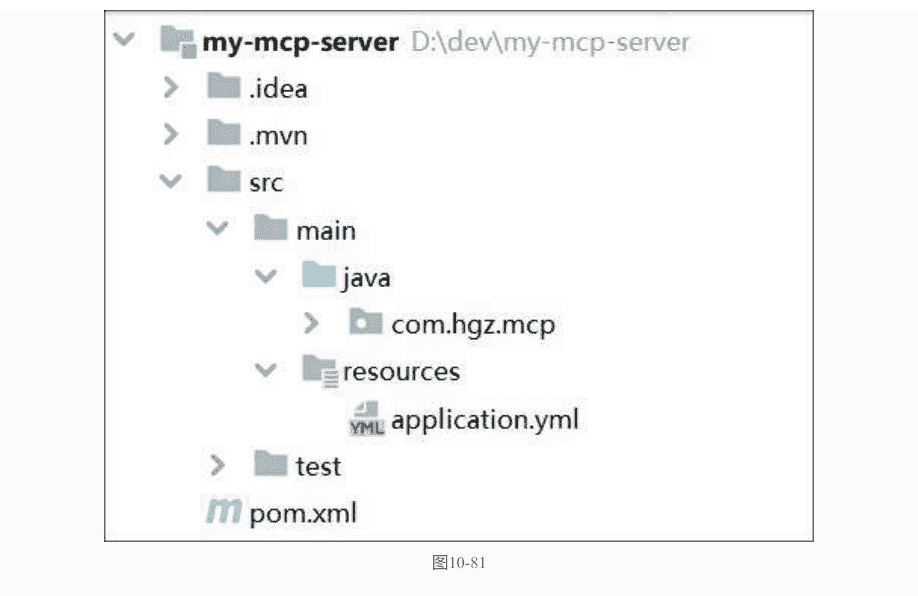 my-mcp-server D:\dev\my-mcp-server
.idea
.mvn
src
main
java
com.hgz.mcp
resources
YML application.yml
test
m pom.xml
图10-81